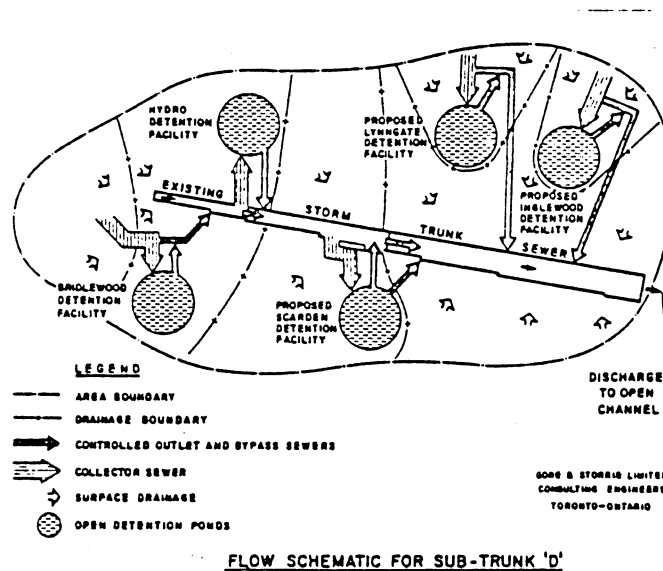 HYDRO
DETENTION
FACILITY
PROPOSED
LYNNGATE
DETENTION
FACILITY
PROPOSED
INGLEWOOD
DETENTION
FACILITY
EXISTING STORM TRUNK SEWER
BRIDLEWOOD
DETENTION
FACILITY
PROPOSED
SCARDEN
DETENTION
FACILITY
DISCHARGE
TO OPEN
CHANNEL
LEGEND
AREA BOUNDARY
DRAINAGE BOUNDARY
CONTROLLED OUTLET AND BYPASS SEWERS
COLLECTOR SEWER
SURFACE DRAINAGE
OPEN DETENTION PONDS
GORE & STORRIE LIMITED
CONSULTING ENGINEERS
TORONTO-ONTARIO
FLOW SCHEMATIC FOR SUB-TRUNK 'D'